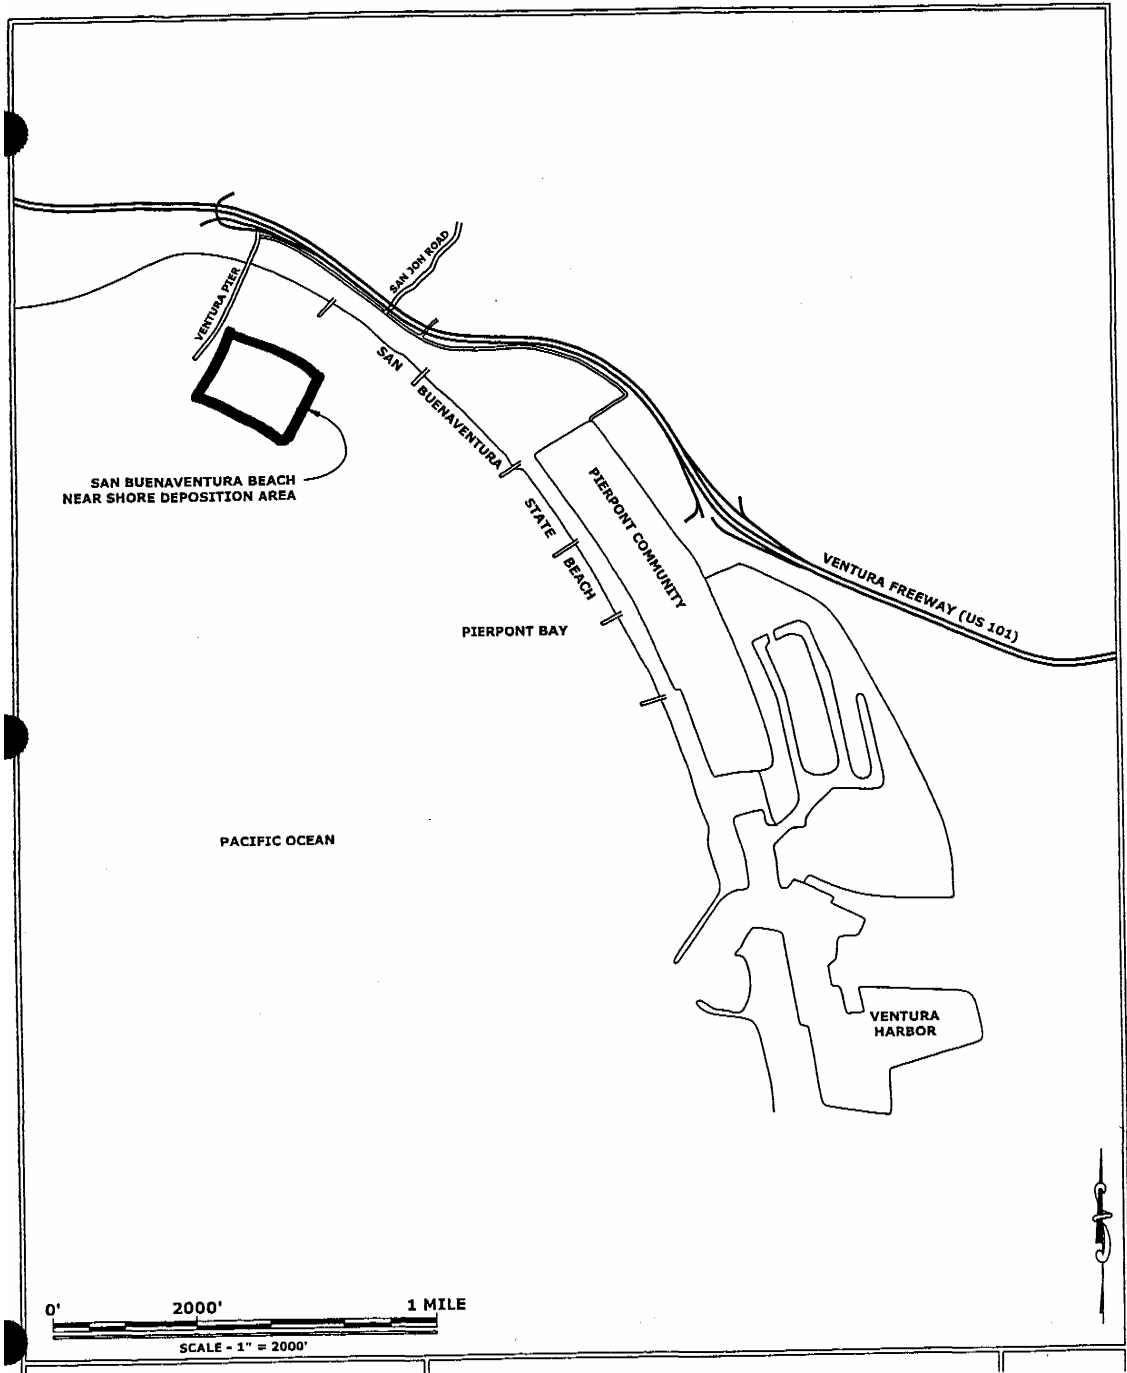 SAN JON ROAD
VENTURA PIER
SAN
BUENAVENTURA
STATE
BEACH
SAN BUENAVENTURA BEACH
NEAR SHORE DEPOSITION AREA
PIERPONT COMMUNITY
VENTURA FREEWAY (US 101)
PIERPONT BAY
PACIFIC OCEAN
VENTURA
HARBOR
0' 2000' 1 MILE
SCALE - 1" = 2000'